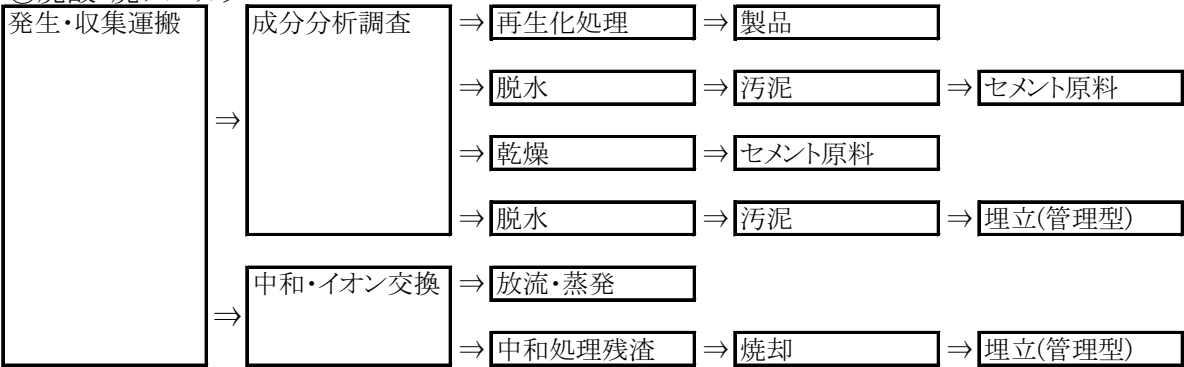 発生・収集運搬 成分分析調査 ⇒ 再生化処理 ⇒ 製品
⇒ 脱水 ⇒ 汚泥 ⇒ セメント原料
⇒
⇒ 乾燥 ⇒ セメント原料
⇒ 脱水 ⇒ 汚泥 ⇒ 埋立(管理型)
中和・イオン交換 ⇒ 放流・蒸発
⇒
⇒ 中和処理残渣 ⇒ 焼却 ⇒ 埋立(管理型)